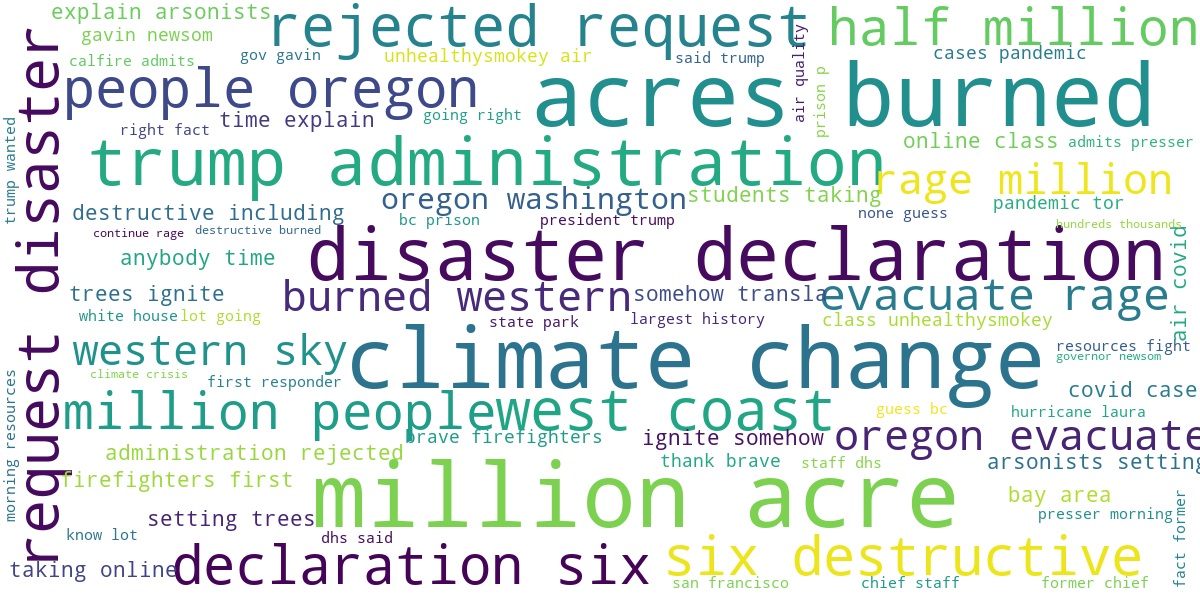 explain arsonists
rejected request
half million
gavin newsom
calfire admits
gov gavin
unhealthysmokey air
said trump
air quality
cases pandemic
request disaster
people oregon
acres burned
prison p
right fact
time explain
going right
online class
admits presser
trump wanted
trump administration
rage million
destructive including
oregon washington
students taking
none guess
pandemic tor
continue rage
destructive burned
bc prison
president trump
hundreds thousands
anybody time
disaster declaration
air covid
trees ignite
burned western
somehow transla
evacuate rage
white house
lot going
state park
largest history
class unhealthysmokey
western sky
climate change
resources fight
governor newsom
climate crisis
first responder
covid case
morning resources
million people
west coast
guess bc
hurricane laura
brave firefighters
ignite somehow
oregon evacuate
administration rejected
thank brave
staff dhs
arsonists setting
firefighters first
million acre
bay area
setting trees
presser morning
fact former
know lot
dhs said
taking online
declaration six
six destructive
san francisco
chief staff
former chief